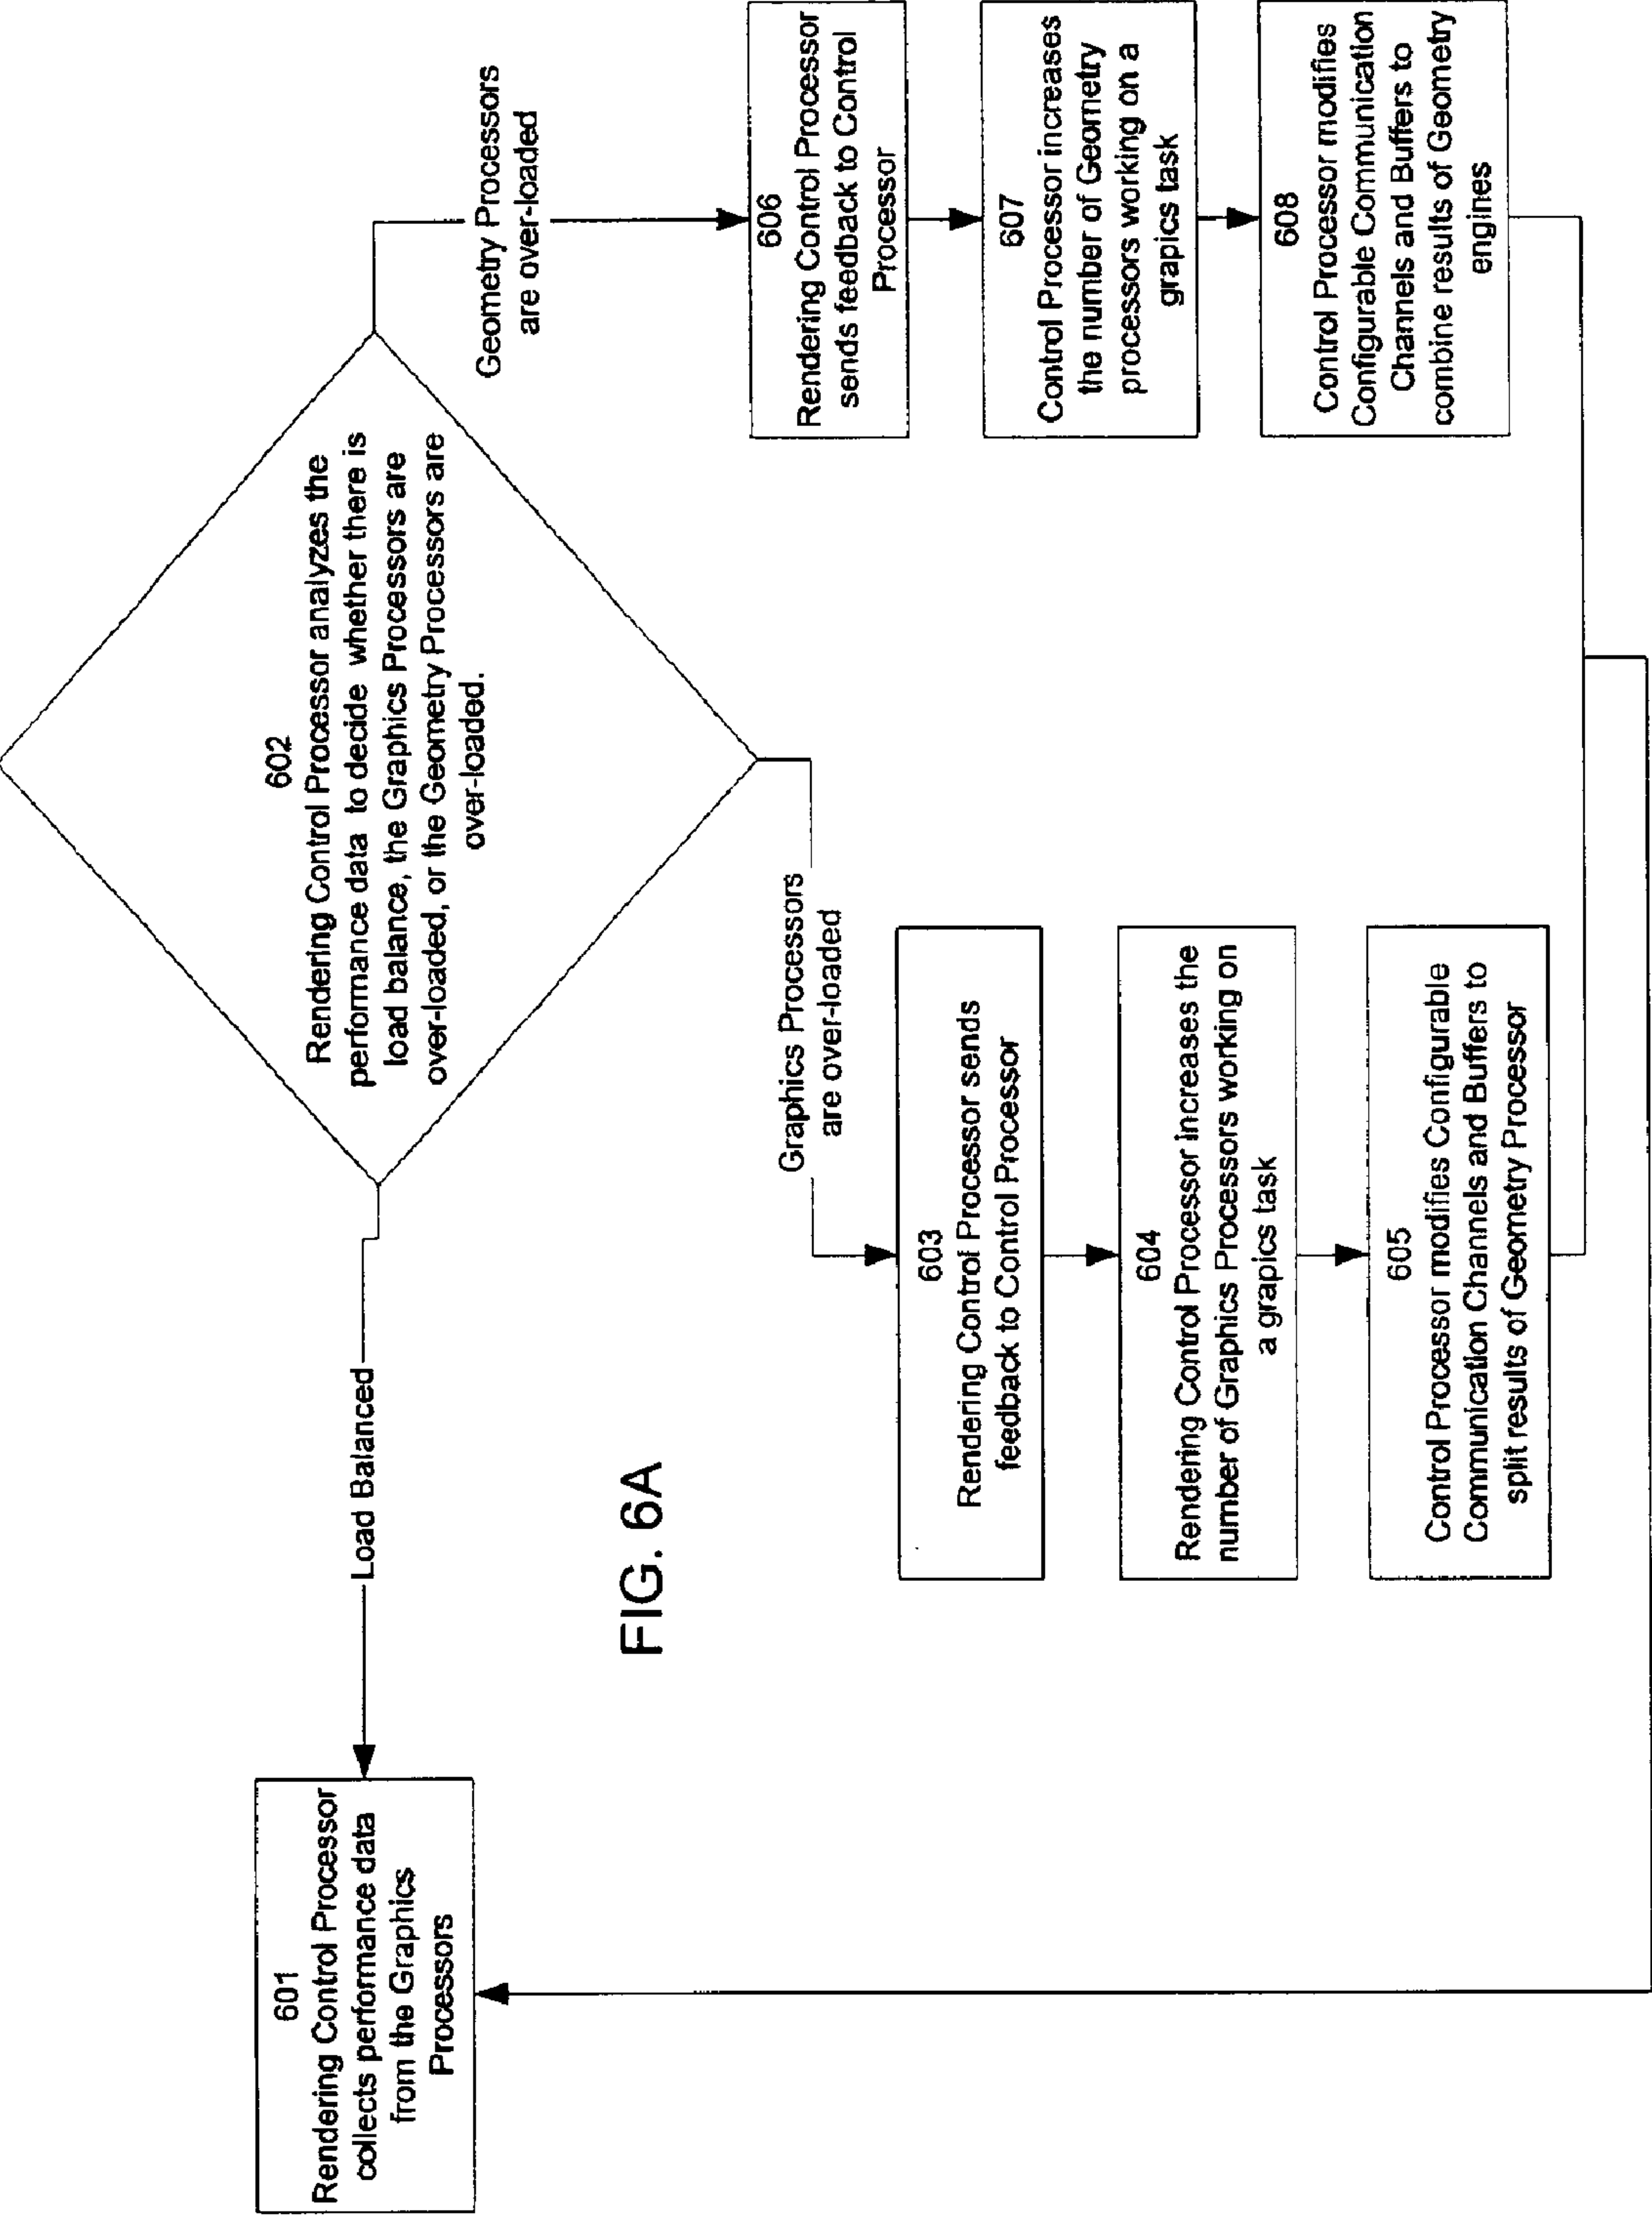 601
Rendering Control Processor
collects performance data
from the Graphics
Processors
Load Balanced
602
Rendering Control Processor analyzes the
performance data to decide whether there is
load balance, the Graphics Processors are
over-loaded, or the Geometry Processors are
over-loaded.
Graphics Processors
are over-loaded
603
Rendering Control Processor sends
feedback to Control Processor
604
Rendering Control Processor increases the
number of Graphics Processors working on
a grapics task
605
Control Processor modifies Configurable
Communication Channels and Buffers to
split results of Geometry Processor
Geometry Processors
are over-loaded
606
Rendering Control Processor
sends feedback to Control
Processor
607
Control Processor increases
the number of Geometry
processors working on a
grapics task
608
Control Processor modifies
Configurable Communication
Channels and Buffers to
combine results of Geometry
engines
FIG. 6A